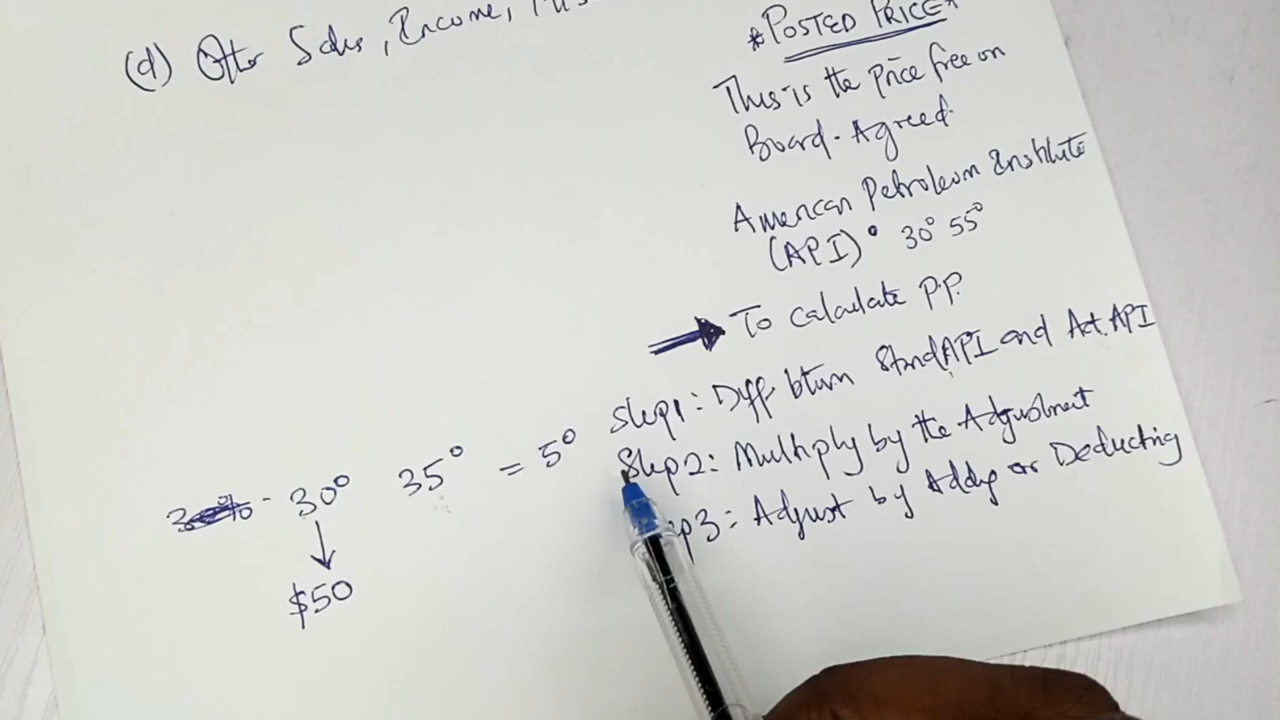 (d) Other Sales, Income,
*POSTED PRICE*
This is the price free on
Board - Agreed
American Petroleum Institute
(API)° 30° 55°
To calculate P.P.
Step1: Diff btwn Stand API and Act. API
Step2: Multiply by the Adjustment
p3: Adjust by Adding or Deducting
- 30° 35° = 5°
$50